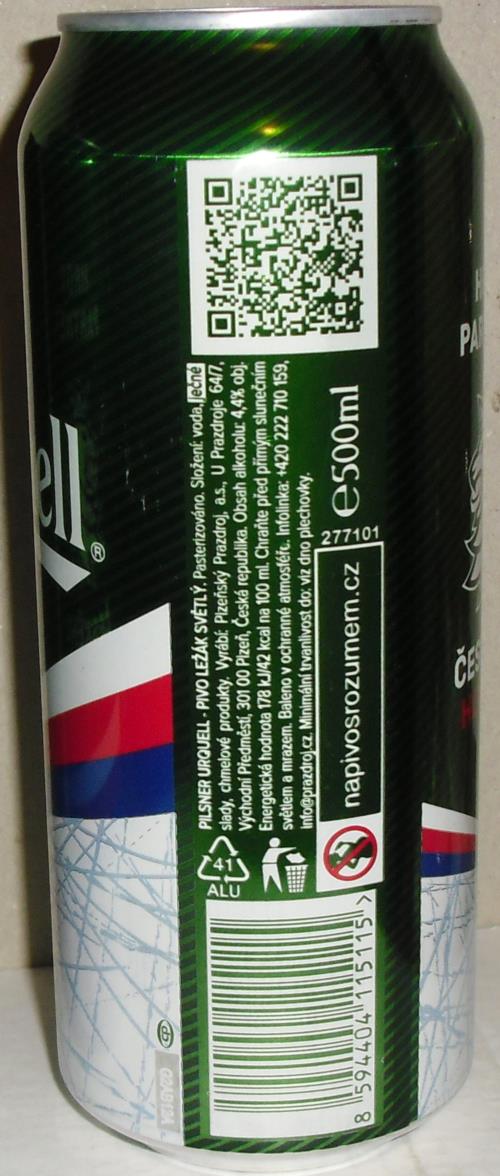 ell®
PILSNER URQUELL - PIVO LEŽÁK SVĚTLÝ. Pasterizováno. Složení: voda, ječné
slady, chmelové produkty. Vyrábí: Plzeňský Prazdroj, a.s., U Prazdroje 64/7,
Východní Předměstí, 301 00 Plzeň, Česká republika. Obsah alkoholu: 4,4% obj.
Energetická hodnota 178 kJ/42 kcal na 100 ml. Chraňte před přímým slunečním
světlem a mrazem. Baleno v ochranné atmosféře. Infolinka: +420 222 710 159,
info@prazdroj.cz. Minimální trvanlivost do: viz dno plechovky.
e500ml
277101
napivosrozumem.cz
41
ALU
8 594404 115115 >
H
PA
ČES
H